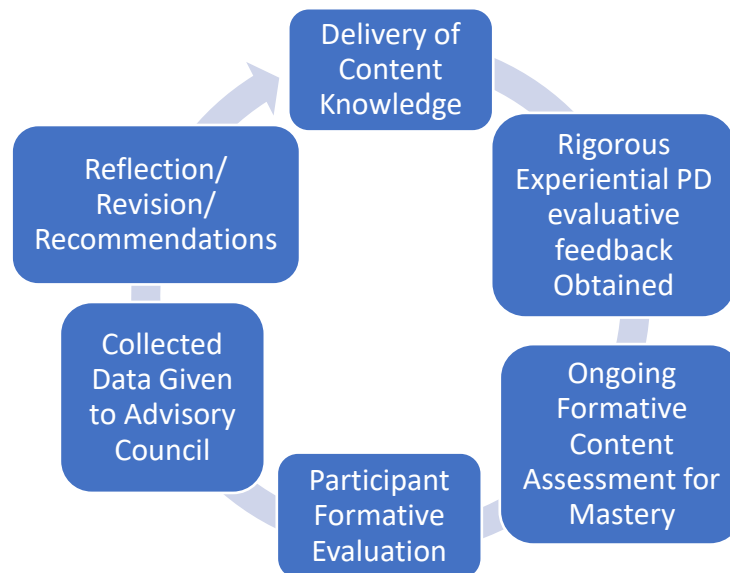 Delivery of
Content
Knowledge
Rigorous
Experiential PD
evaluative
feedback
Obtained
Ongoing
Formative
Content
Assessment for
Mastery
Participant
Formative
Evaluation
Collected
Data Given
to Advisory
Council
Reflection/
Revision/
Recommendations